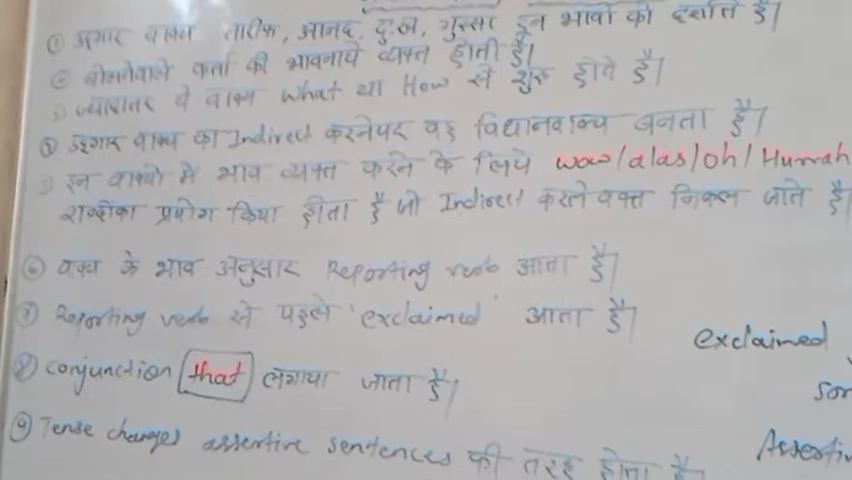 ① उद्गार वाक्य तारीफ, आनंद, दुःख, गुस्सा इन भावों को दर्शाते है।
② बोलनेवाले कर्ता की भावनायें व्यक्त होती है।
③ ज्यादातर ये वाक्य What या How से शुरु होते है।
④ उद्गार वाक्य का Indirect करनेपर वह विधानवाक्य बनता है।
⑤ इन वाक्यो मे भाव व्यक्त करने के लिये wow/alas/oh/Hurrah
शब्दोंका प्रयोग किया होता है जो Indirect करते वक्त निकल जाते है
⑥ वाक्य के भाव अनुसार Reporting verb आता है।
⑦ Reporting verb से पहले 'exclaimed' आता है।
exclaimed
⑧ conjunction that लगाया जाता है।
⑨ Tense changes assertive sentences की तरह होता है